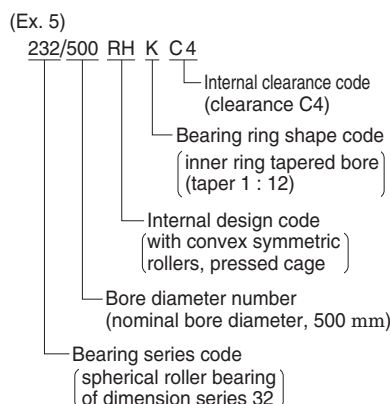 (Ex. 5)
232/500 RH K C4
Internal clearance code
(clearance C4)
Bearing ring shape code
(inner ring tapered bore
(taper 1 : 12))
Internal design code
(with convex symmetric
rollers, pressed cage)
Bore diameter number
(nominal bore diameter, 500 mm)
Bearing series code
(spherical roller bearing
of dimension series 32)